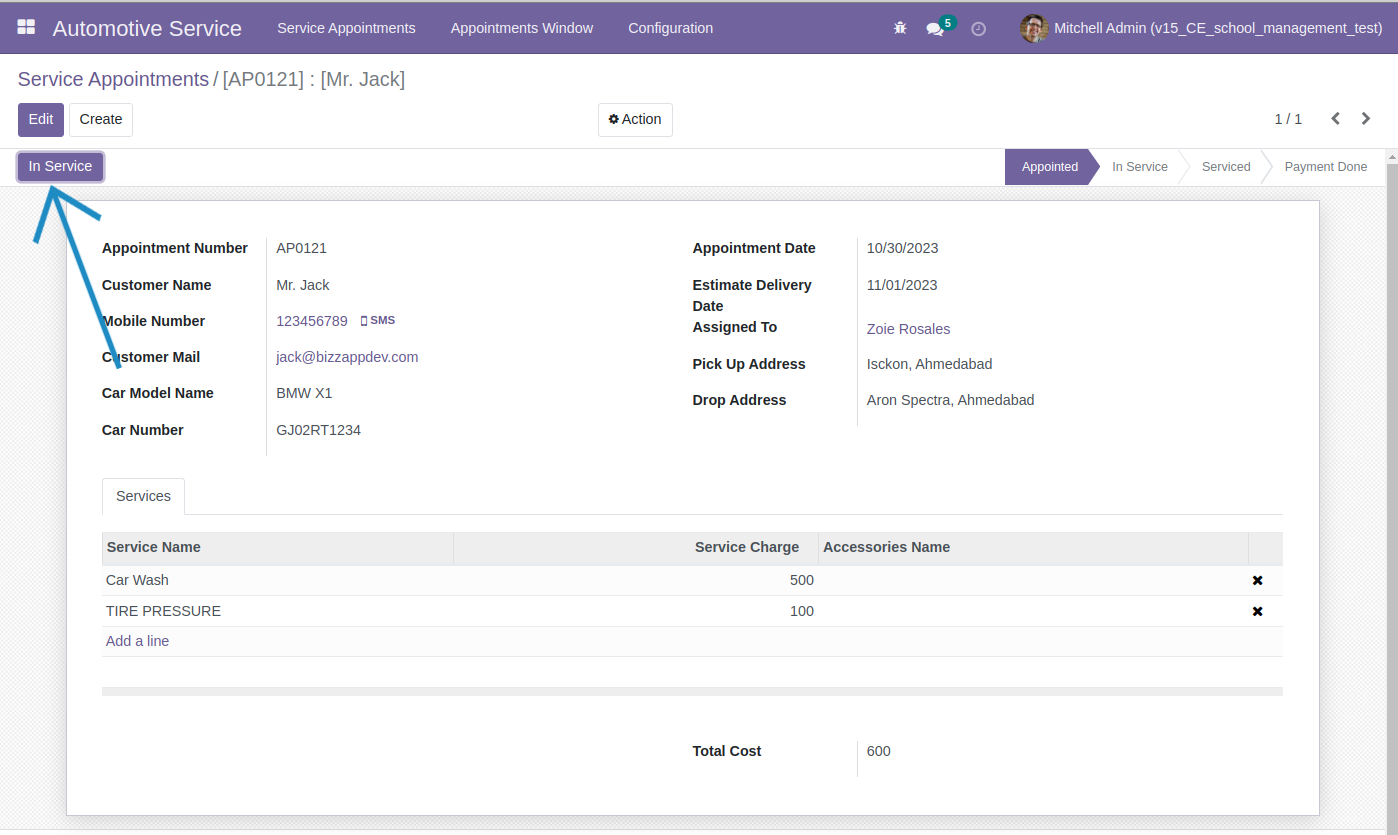 Automotive Service Service Appointments Appointments Window Configuration 5 Mitchell Admin (v15_CE_school_management_test)
Service Appointments / [AP0121] : [Mr. Jack]
Edit Create Action 1 / 1
In Service Appointed In Service Serviced Payment Done
Appointment Number AP0121
Customer Name Mr. Jack
Mobile Number 123456789 SMS
Customer Mail jack@bizzappdev.com
Car Model Name BMW X1
Car Number GJ02RT1234
Appointment Date 10/30/2023
Estimate Delivery 11/01/2023
Date
Assigned To Zoie Rosales
Pick Up Address Isckon, Ahmedabad
Drop Address Aron Spectra, Ahmedabad
Services
Service Name Service Charge Accessories Name
Car Wash 500
TIRE PRESSURE 100
Add a line
Total Cost 600